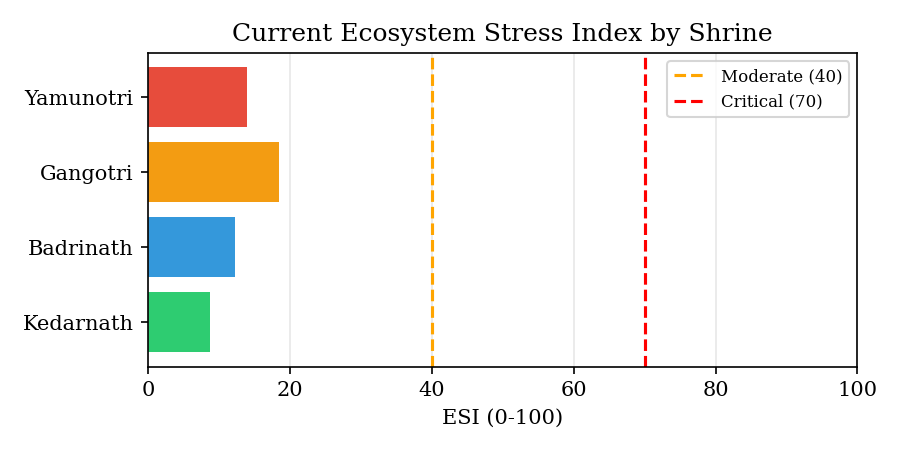 Current Ecosystem Stress Index by Shrine
Moderate (40)
Critical (70)
Yamunotri
Gangotri
Badrinath
Kedarnath
0 20 40 60 80 100
ESI (0-100)